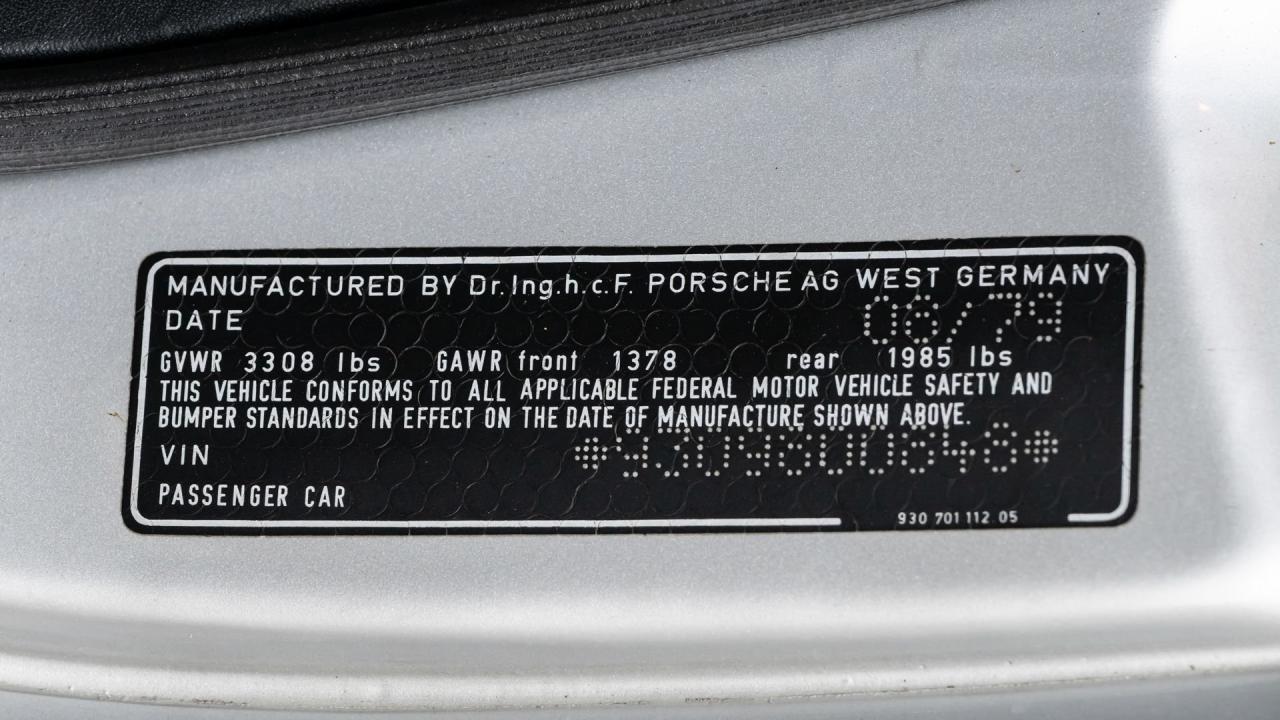 MANUFACTURED BY Dr.Ing.h.c.F. PORSCHE AG WEST GERMANY
DATE 06/79
GVWR 3308 lbs GAWR front 1378 rear 1985 lbs
THIS VEHICLE CONFORMS TO ALL APPLICABLE FEDERAL MOTOR VEHICLE SAFETY AND
BUMPER STANDARDS IN EFFECT ON THE DATE OF MANUFACTURE SHOWN ABOVE.
VIN *9309800848*
PASSENGER CAR
930 701 112 05